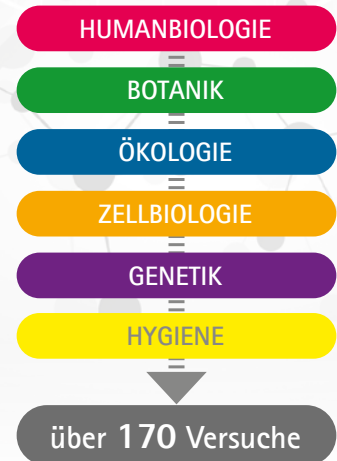 HUMANBIOLOGIE
BOTANIK
ÖKOLOGIE
ZELLBIOLOGIE
GENETIK
HYGIENE
über 170 Versuche